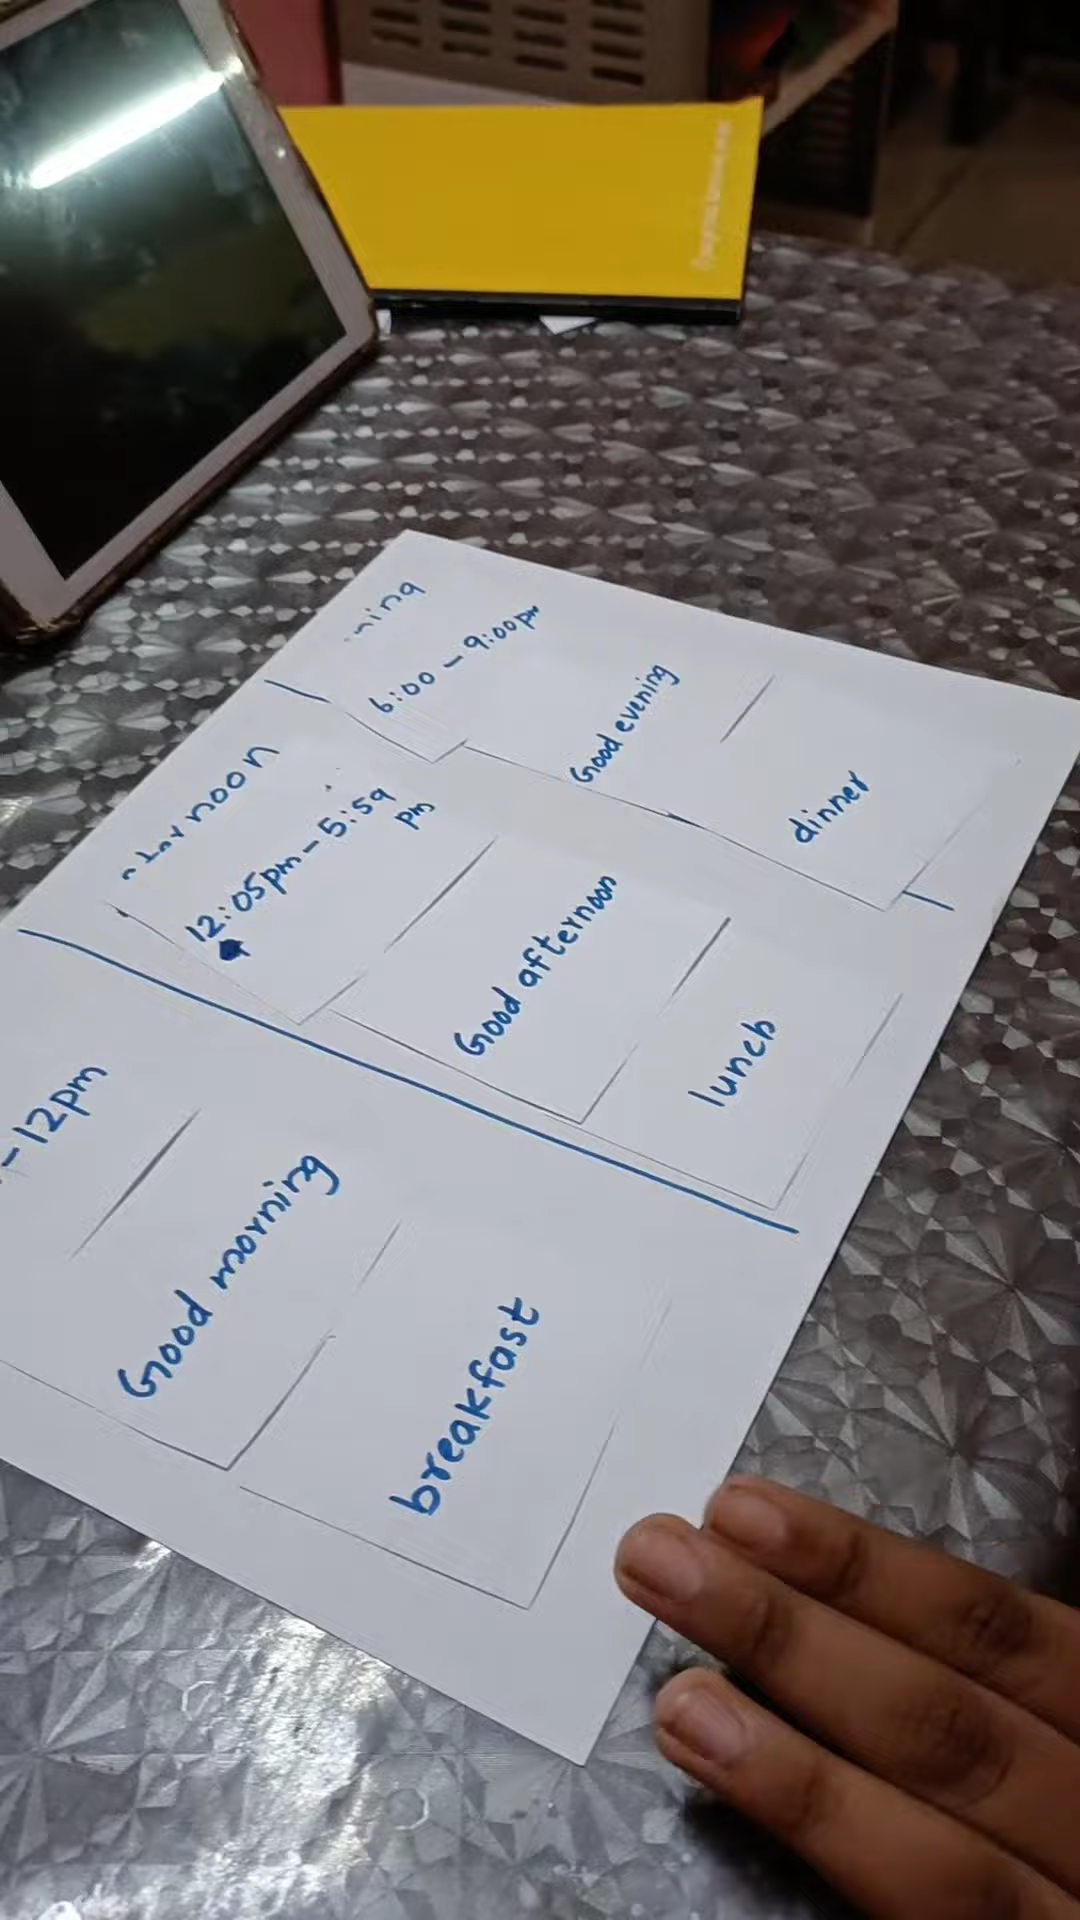 6:00 - 9:00pm
Good evening
dinner
12:05pm - 5:59
pm
Good afternoon
lunch
- 12pm
Good morning
breakfast